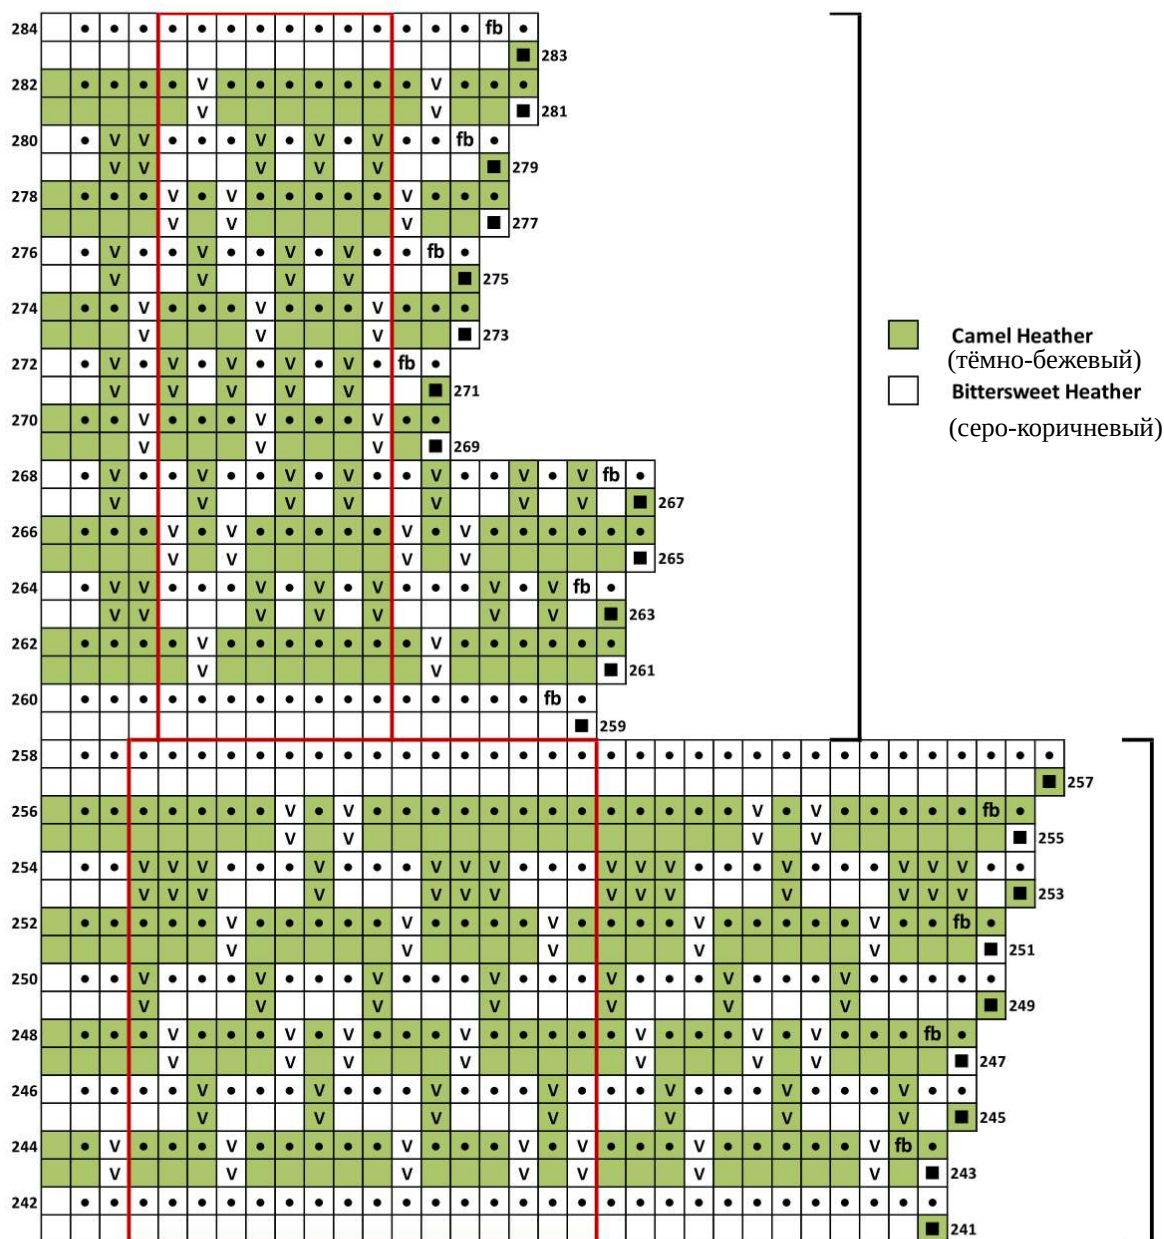 284 fb
283
282 V V
V V 281
280 V V V V V fb
V V V V V 279
278 V V V
V V V 277
276 V V V V fb
V V V V 275
274 V V V
V V V 273
Camel Heather
(тёмно-бежевый)
272 V V V V V fb
V V V V V 271
Bittersweet Heather
270 V V V
(серо-коричневый)
V V V 269
268 V V V V V V V fb
V V V V V V V 267
266 V V V V
V V V V 265
264 V V V V V V V fb
V V V V V V V 263
262 V V
V V 261
260 fb
259
258
257
256 V V V V fb
V V V V 255
254 V V V V V V V V V V V V V V
V V V V V V V V V V V V V V 253
252 V V V V V fb
V V V V V 251
250 V V V V V V V
V V V V V V V 249
248 V V V V V V V fb
V V V V V V V 247
246 V V V V V V V
V V V V V V V 245
244 V V V V V V V fb
V V V V V V V 243
242
241